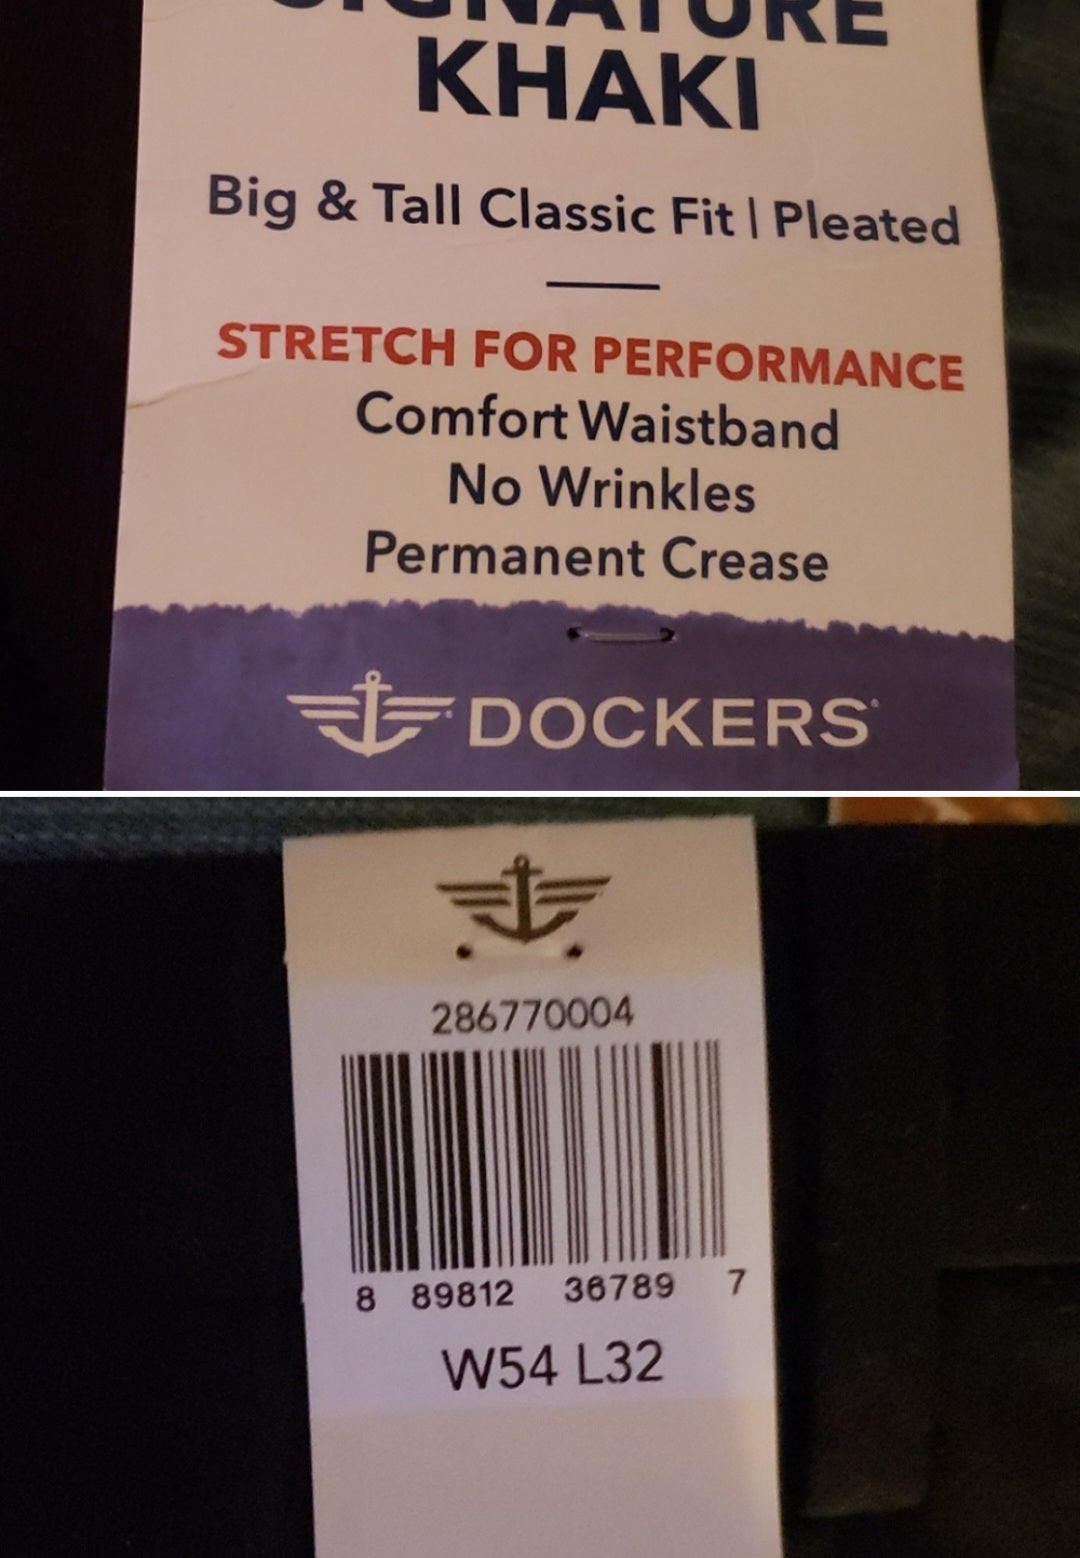 SIGNATURE
KHAKI
Big & Tall Classic Fit | Pleated
STRETCH FOR PERFORMANCE
Comfort Waistband
No Wrinkles
Permanent Crease
DOCKERS®
286770004
8 89812 36789 7
W54 L32